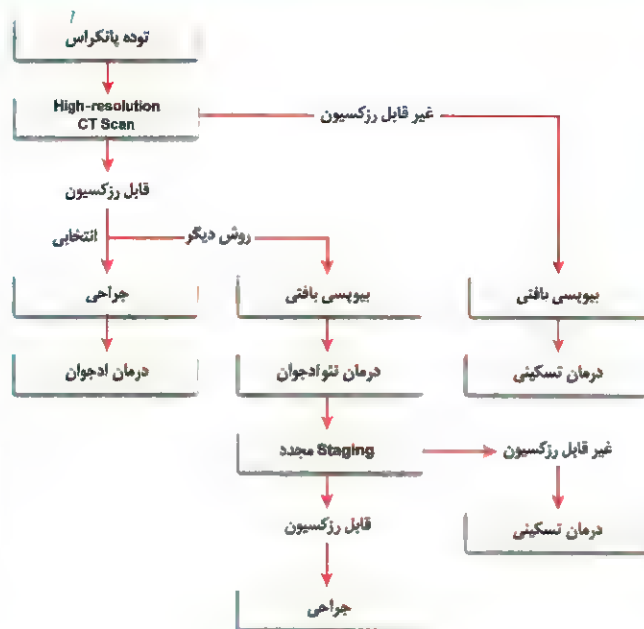 توده پانکراس
High-resolution
CT Scan
غیر قابل رزکسیون
قابل رزکسیون
انتخابی
روش دیگر
جراحی
بیوپسی بافتی
بیوپسی بافتی
درمان ادجوان
درمان نئوادجوان
درمان تسکینی
Staging مجدد
غیر قابل رزکسیون
قابل رزکسیون
درمان تسکینی
جراحی